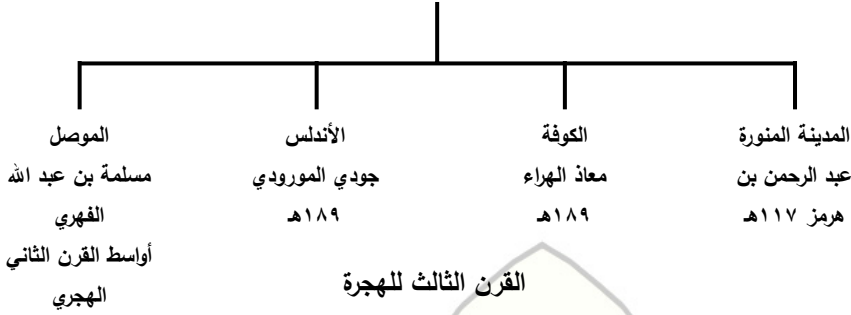 المدينة المنورة
عبد الرحمن بن
هرمز ١١٧هـ
الكوفة
معاذ الهراء
١٨٩هـ
الأندلس
جودي المورودي
١٨٩هـ
الموصل
مسلمة بن عبد الله
الفهري
أواسط القرن الثاني
الهجري
القرن الثالث للهجرة